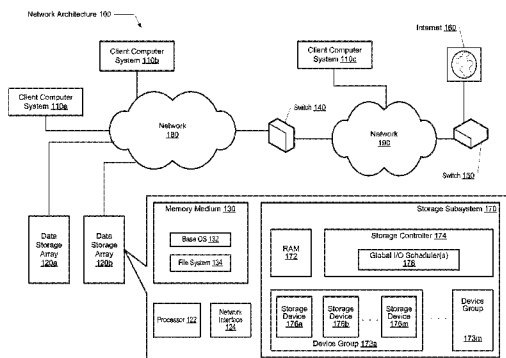 Network Architecture 100
Client Computer
System 110b
Client Computer
System 110c
Internet 160
Client Computer
System 110a
Switch 140
Network
180
Network
190
Switch 150
Data
Storage
Array
120a
Data
Storage
Array
120b
Memory Medium 130
Base OS 132
File System 134
Processor 122
Network
Interface
124
Storage Subsystem 170
RAM
172
Storage Controller 174
Global I/O Scheduler(s)
178
Storage
Device
176a
Storage
Device
176b
Storage
Device
176m
Device Group 173a
Device
Group
173m